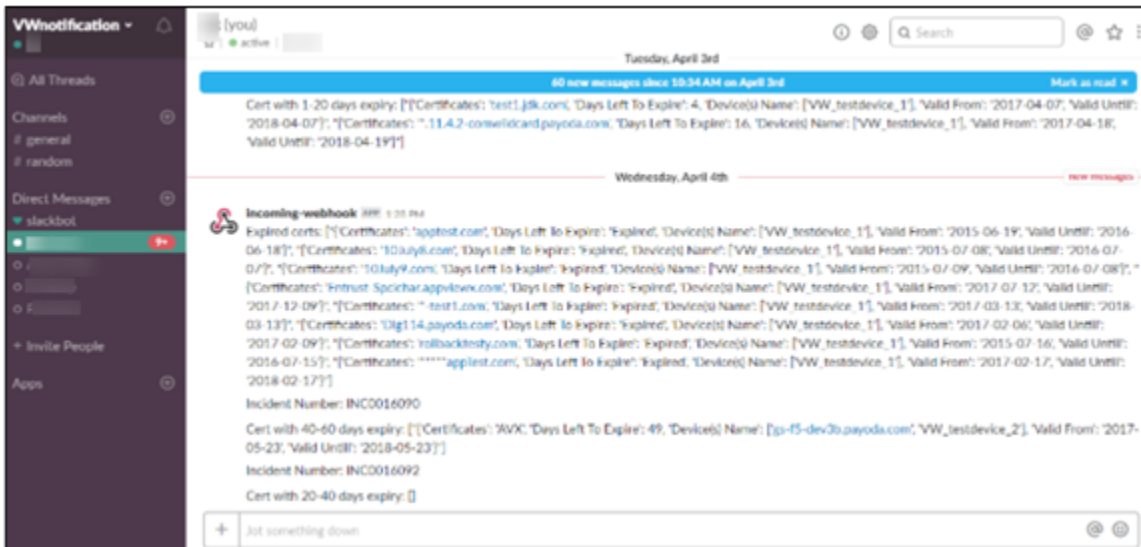 VWnotification
(you)
active
Search
All Threads
Channels
# general
# random
Direct Messages
slackbot
9+
+ Invite People
Apps
Tuesday, April 3rd
60 new messages since 10:34 AM on April 3rd
Mark as read ×
Cert with 1-20 days expiry: ["{'Certificates': 'test1.jdk.com', 'Days Left To Expire': 4, 'Device(s) Name': ['VW_testdevice_1'], 'Valid From': '2017-04-07', 'Valid Untill':
'2018-04-07'}", "{'Certificates': 'payoda.com', 'Days Left To Expire': 16, 'Device(s) Name': ['VW_testdevice_1'], 'Valid From': '2017-04-18',
'Valid Untill': '2018-04-19'}"]
Wednesday, April 4th
new messages
incoming-webhook APP PM
Expired certs: ["{'Certificates': 'apptest.com', 'Days Left To Expire': 'Expired', 'Device(s) Name': ['VW_testdevice_1'], 'Valid From': '2015-06-19', 'Valid Untill': '2016-
06-18'}", "{'Certificates': '10July8.com', 'Days Left To Expire': 'Expired', 'Device(s) Name': ['VW_testdevice_1'], 'Valid From': '2015-07-08', 'Valid Untill': '2016-07-
07'}", "{'Certificates': '10July9.com', 'Days Left To Expire': 'Expired', 'Device(s) Name': ['VW_testdevice_1'], 'Valid From': '2015-07-09', 'Valid Untill': '2016-07-08'}", "
{'Certificates': 'Entrust.Spcichar.appviewx.com', 'Days Left To Expire': 'Expired', 'Device(s) Name': ['VW_testdevice_1'], 'Valid From': '2017-07-12', 'Valid Untill':
'2017-12-09'}", "{'Certificates': '*-test1.com', 'Days Left To Expire': 'Expired', 'Device(s) Name': ['VW_testdevice_1'], 'Valid From': '2017-03-13', 'Valid Untill': '2018-
03-13'}", "{'Certificates': 'Dig114.payoda.com', 'Days Left To Expire': 'Expired', 'Device(s) Name': ['VW_testdevice_1'], 'Valid From': '2017-02-06', 'Valid Untill':
'2017-02-09'}", "{'Certificates': 'rollbacktesty.com', 'Days Left To Expire': 'Expired', 'Device(s) Name': ['VW_testdevice_1'], 'Valid From': '2015-07-16', 'Valid Untill':
'2016-07-15'}", "{'Certificates': '*****appTest.com', 'Days Left To Expire': 'Expired', 'Device(s) Name': ['VW_testdevice_1'], 'Valid From': '2017-02-17', 'Valid Untill':
'2018-02-17'}"]
Incident Number: INC0016090
Cert with 40-60 days expiry: ["{'Certificates': 'AVX', 'Days Left To Expire': 49, 'Device(s) Name': ['gs-f5-dev3b.payoda.com', 'VW_testdevice_2'], 'Valid From': '2017-
05-23', 'Valid Untill': '2018-05-23'}"]
Incident Number: INC0016092
Cert with 20-40 days expiry: []
Jot something down